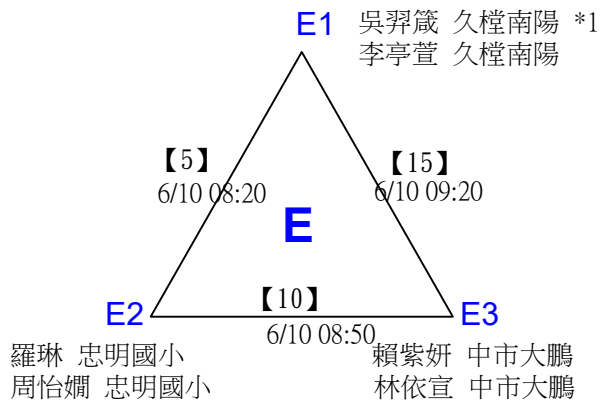 E1 吳羿箴 久樘南陽 *1
李亭萱 久樘南陽
【5】
6/10 08:20
【15】
6/10 09:20
E
【10】
6/10 08:50
E2
E3
羅琳 忠明國小
周怡嫺 忠明國小
賴紫妍 中市大鵬
林依宣 中市大鵬